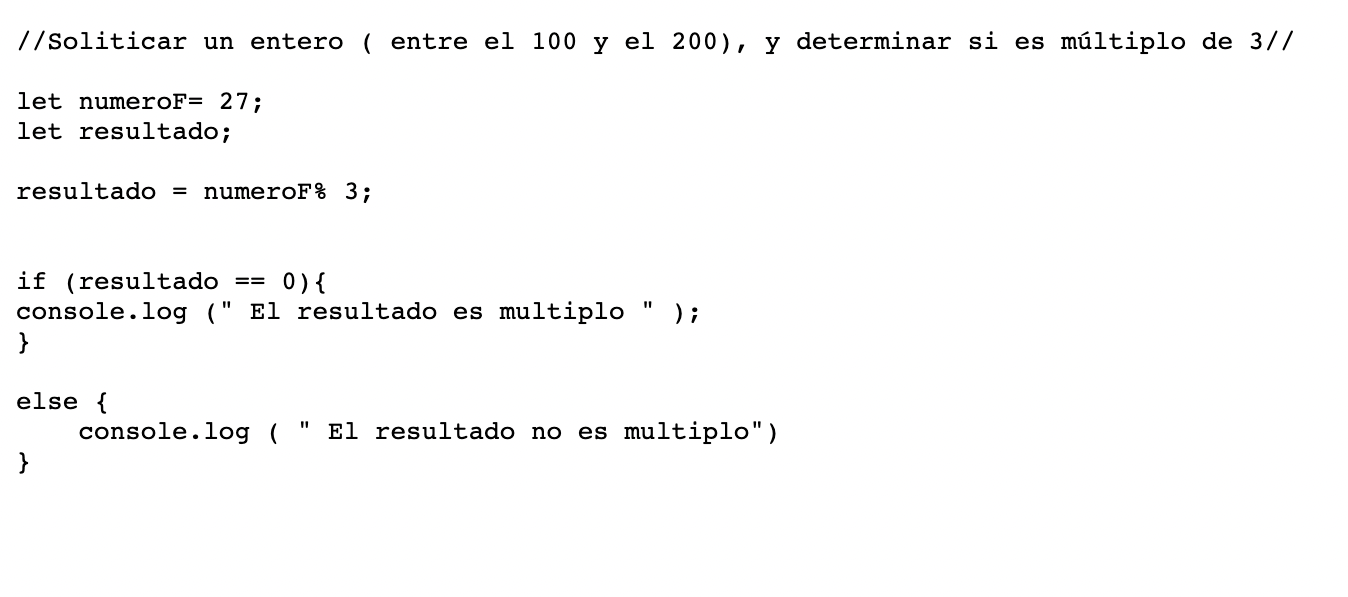 //Soliticar un entero ( entre el 100 y el 200), y determinar si es múltiplo de 3//
let numeroF= 27;
let resultado;
resultado = numeroF% 3;
if (resultado == 0){
console.log (" El resultado es multiplo " );
}
else {
    console.log ( " El resultado no es multiplo")
}